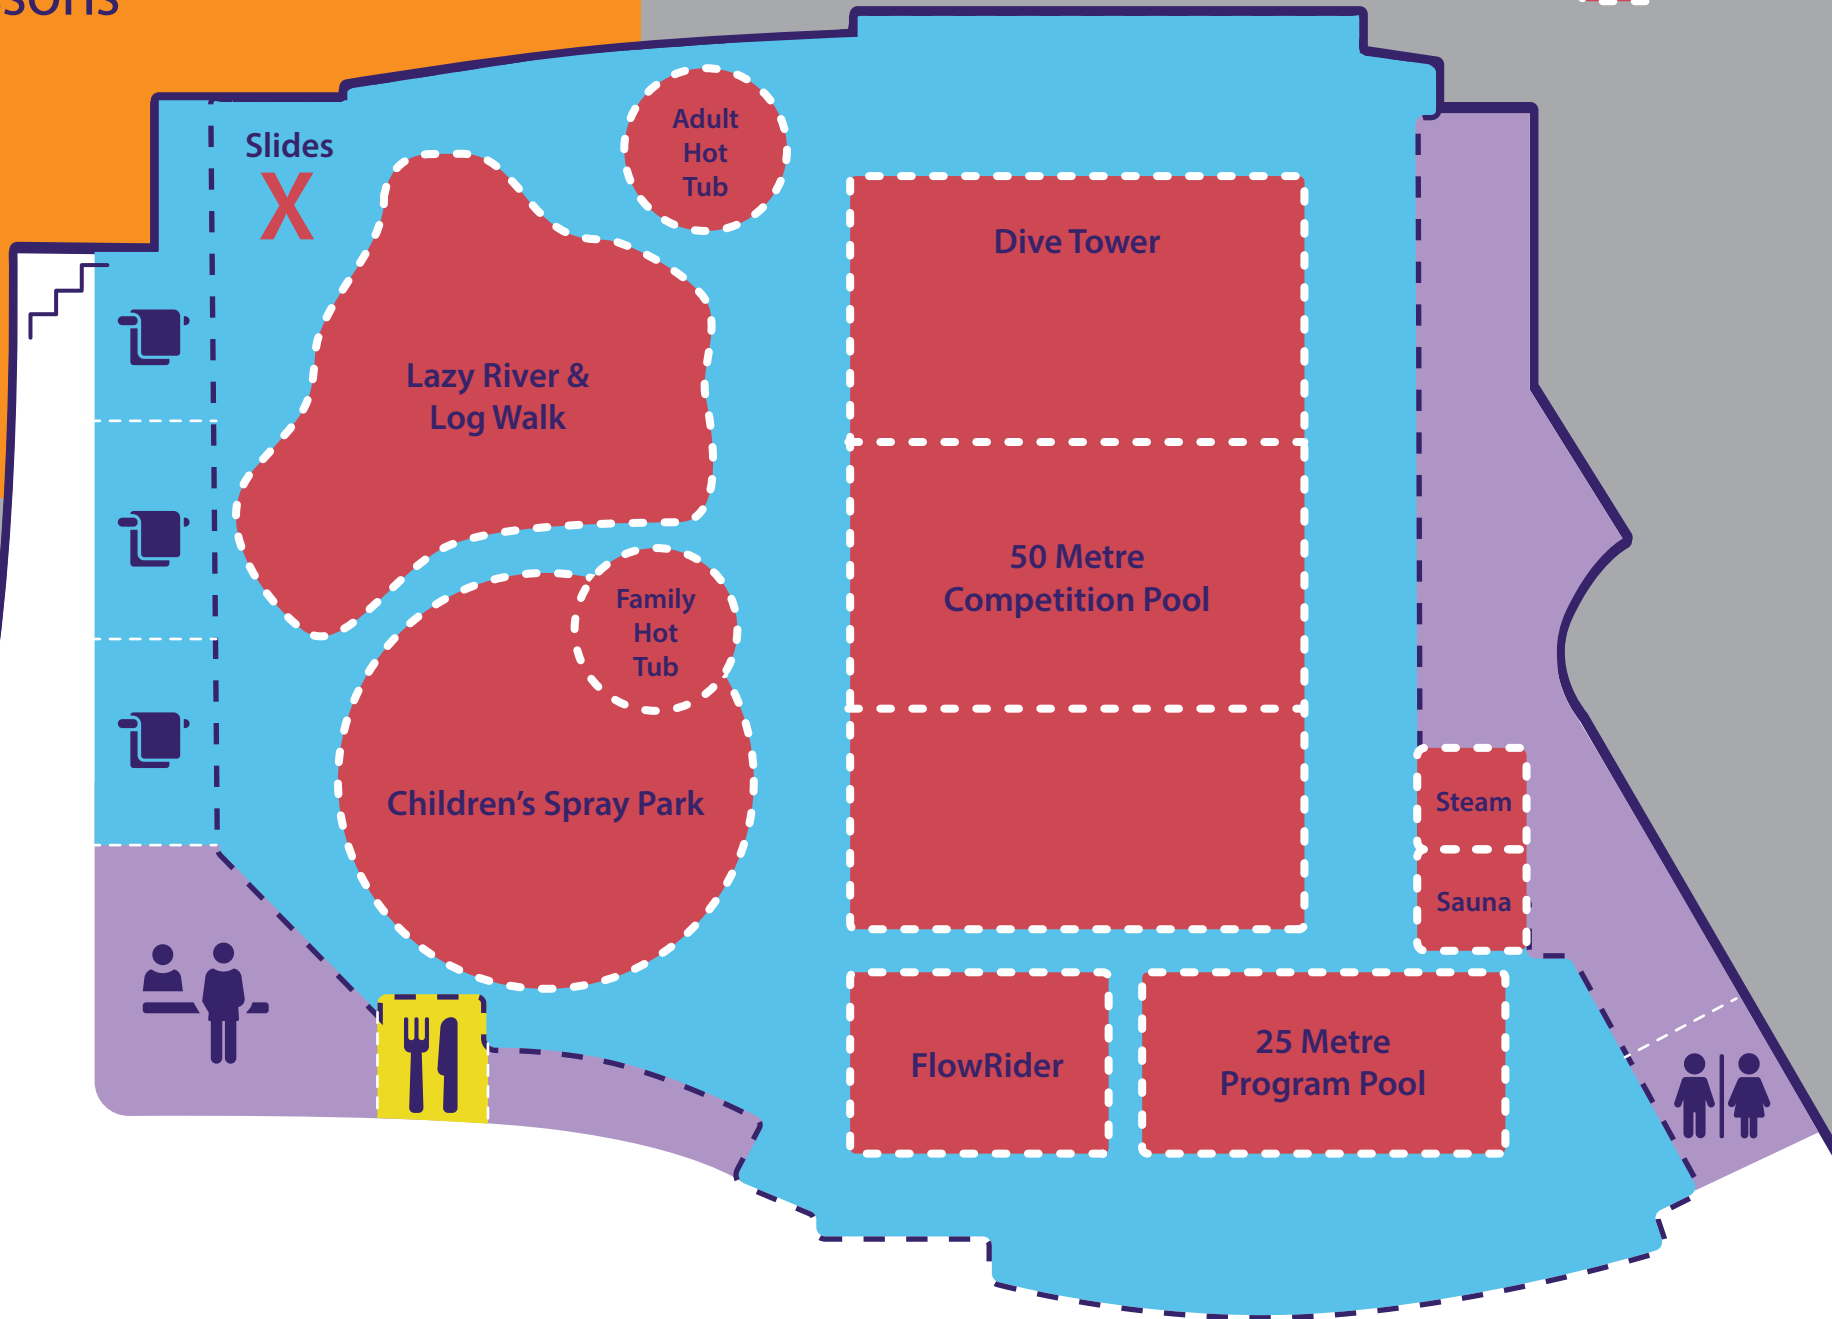 Slides
X
Adult
Hot
Tub
Dive Tower
Lazy River &
Log Walk
50 Metre
Competition Pool
Family
Hot
Tub
Children’s Spray Park
Steam
Sauna
FlowRider
25 Metre
Program Pool